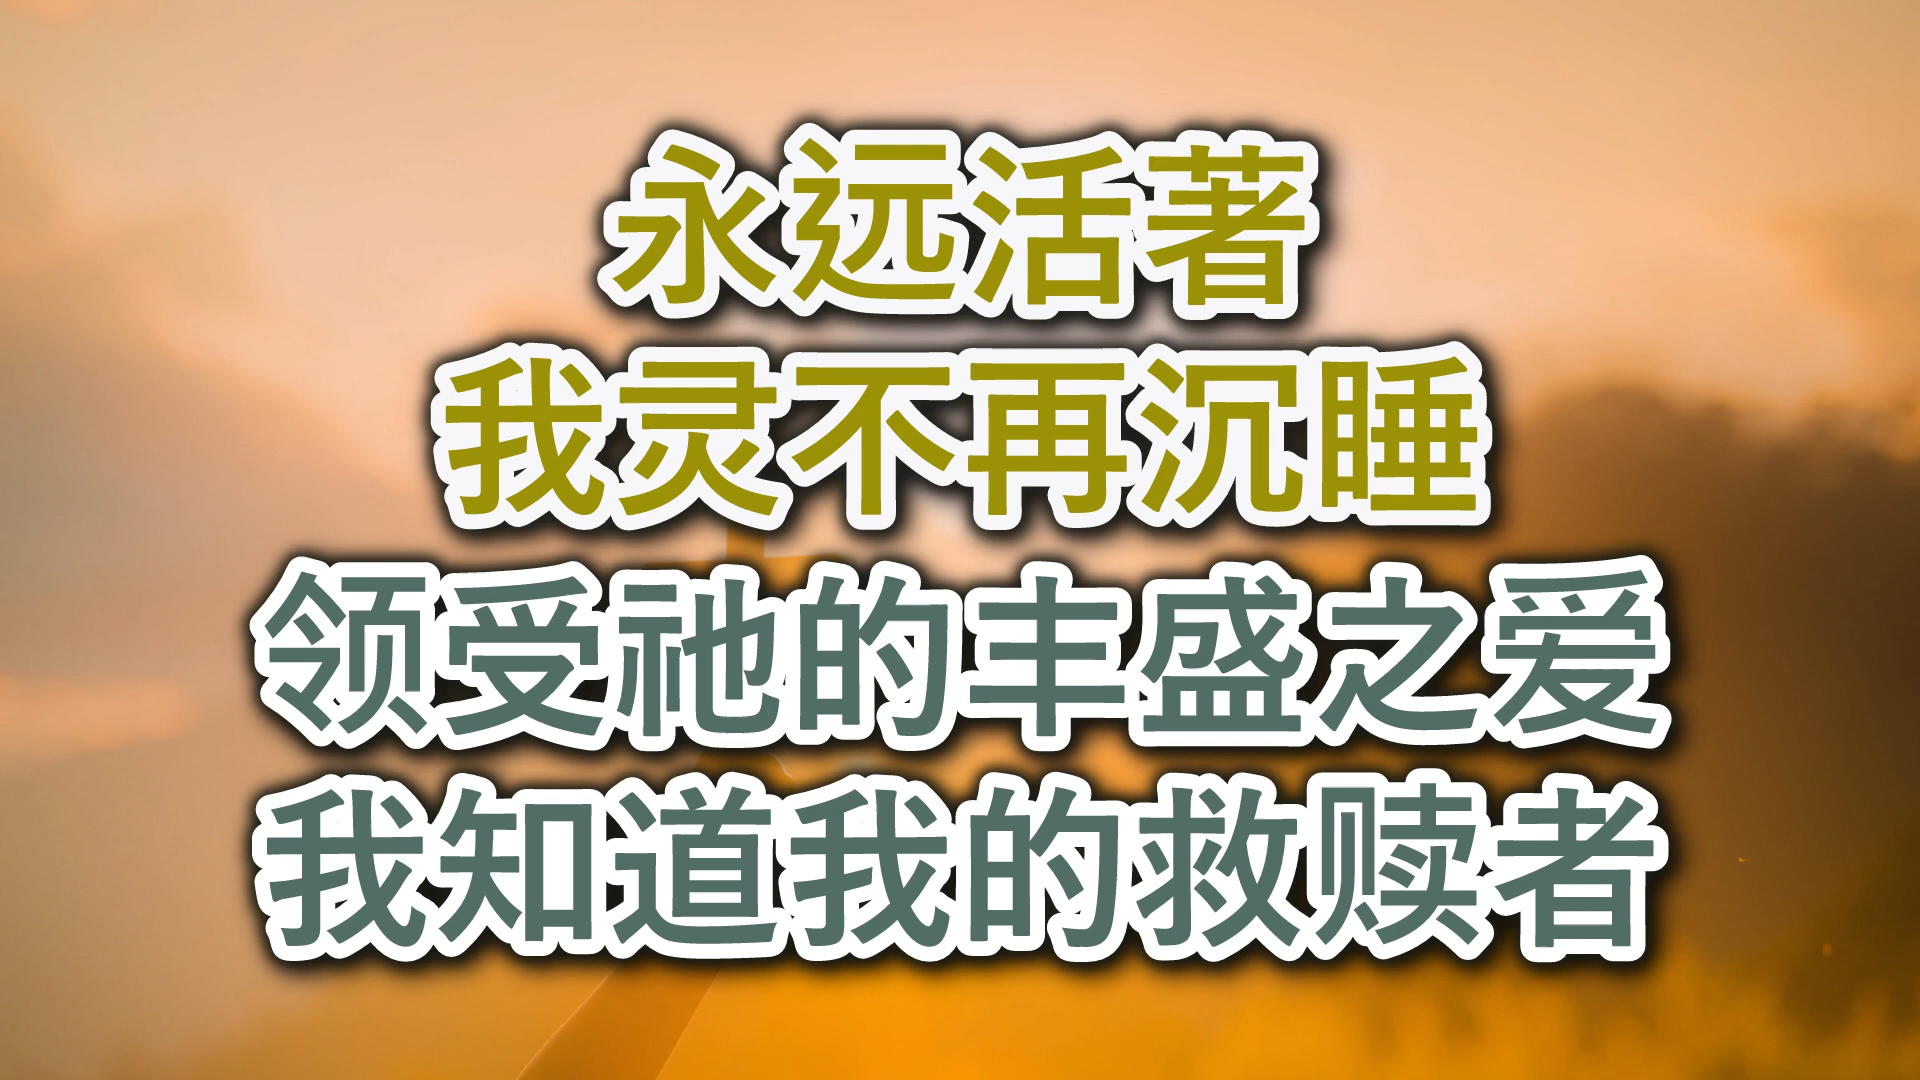 永远活著
我灵不再沉睡
领受祂的丰盛之爱
我知道我的救赎者